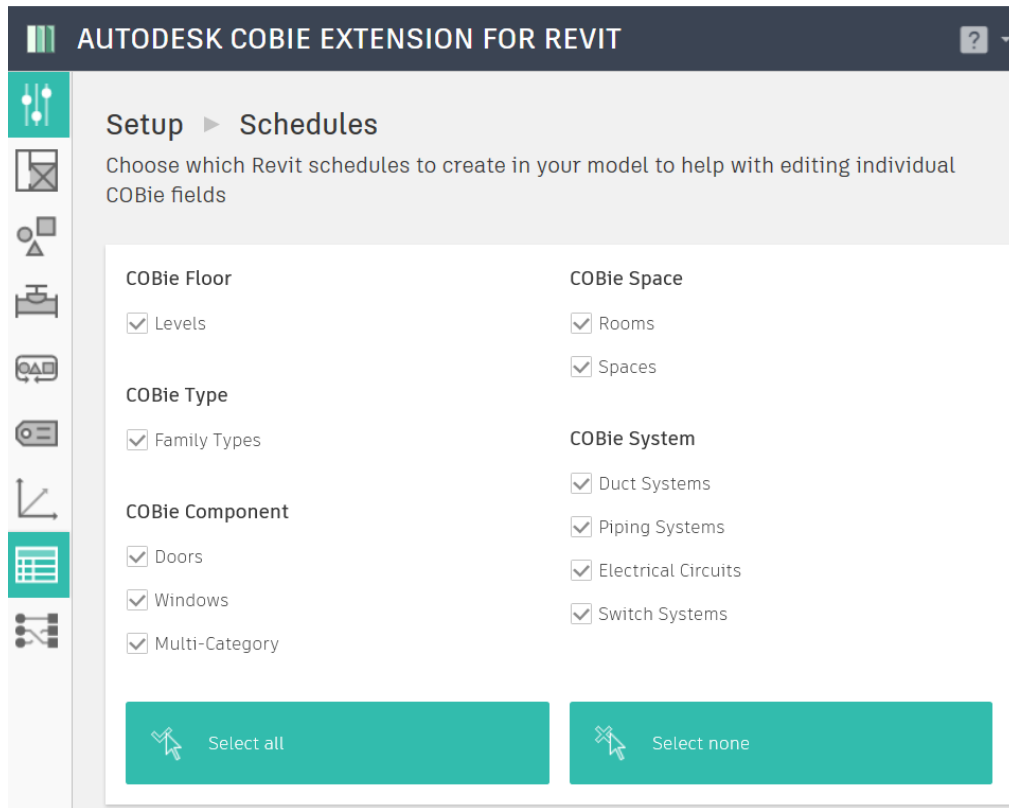 AUTODESK COBIE EXTENSION FOR REVIT
?
Setup ▶ Schedules
Choose which Revit schedules to create in your model to help with editing individual
COBie fields
COBie Floor
Levels
COBie Type
Family Types
COBie Component
Doors
Windows
Multi-Category
COBie Space
Rooms
Spaces
COBie System
Duct Systems
Piping Systems
Electrical Circuits
Switch Systems
Select all
Select none